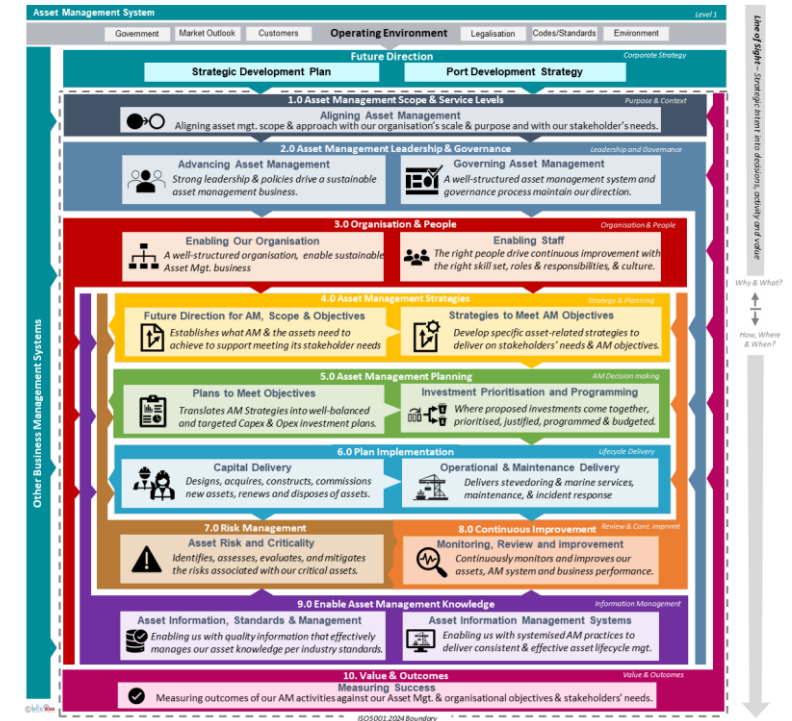 Asset Management System
Level 1
Government
Market Outlook
Customers
Operating Environment
Legalisation
Codes/Standards
Environment
Future Direction
Corporate Strategy
Strategic Development Plan
Port Development Strategy
1.0 Asset Management Scope & Service Levels
Purpose & Context
Aligning Asset Management
Aligning asset mgt. scope & approach with our organisation's scale & purpose and with our stakeholder's needs.
2.0 Asset Management Leadership & Governance
Leadership and Governance
Advancing Asset Management
Strong leadership & policies drive a sustainable
asset management business.
Governing Asset Management
A well-structured asset management system and
governance process maintain our direction.
3.0 Organisation & People
Organisation & People
Enabling Our Organisation
A well-structured organisation, enable sustainable
Asset Mgt. business
Enabling Staff
The right people drive continuous improvement with
the right skill set, roles & responsibilities, & culture.
4.0 Asset Management Strategies
Strategy & Planning
Future Direction for AM, Scope & Objectives
Establishes what AM & the assets need to
achieve to support meeting its stakeholder needs
Strategies to Meet AM Objectives
Develop specific asset-related strategies to
deliver on stakeholders' needs & AM objectives.
5.0 Asset Management Planning
AM Decision making
Plans to Meet Objectives
Translates AM Strategies into well-balanced
and targeted Capex & Opex investment plans.
Investment Prioritisation and Programming
Where proposed investments come together,
prioritised, justified, programmed & budgeted.
6.0 Plan Implementation
Lifecycle Delivery
Capital Delivery
Designs, acquires, constructs, commissions
new assets, renews and disposes of assets.
Operational & Maintenance Delivery
Delivers stevedoring & marine services,
maintenance, & incident response
7.0 Risk Management
Asset Risk and Criticality
Identifies, assesses, evaluates, and mitigates
the risks associated with our critical assets.
8.0 Continuous Improvement
Review & Cont. imprvmt
Monitoring, Review and improvement
Continuously monitors and improves our
assets, AM system and business performance.
9.0 Enable Asset Management Knowledge
Information Management
Asset Information, Standards & Management
Enabling us with quality information that effectively
manages our asset knowledge per industry standards.
Asset Information Management Systems
Enabling us with systemised AM practices to
deliver consistent & effective asset lifecycle mgt.
10. Value & Outcomes
Value & Outcomes
Measuring Success
Measuring outcomes of our AM activities against our Asset Mgt. & organisational objectives & stakeholders' needs.
ISO5001:2024 Boundary
Other Business Management Systems
Line of Sight – Strategic Intent into decisions, activity and value
Why & What?
How, Where
& When?